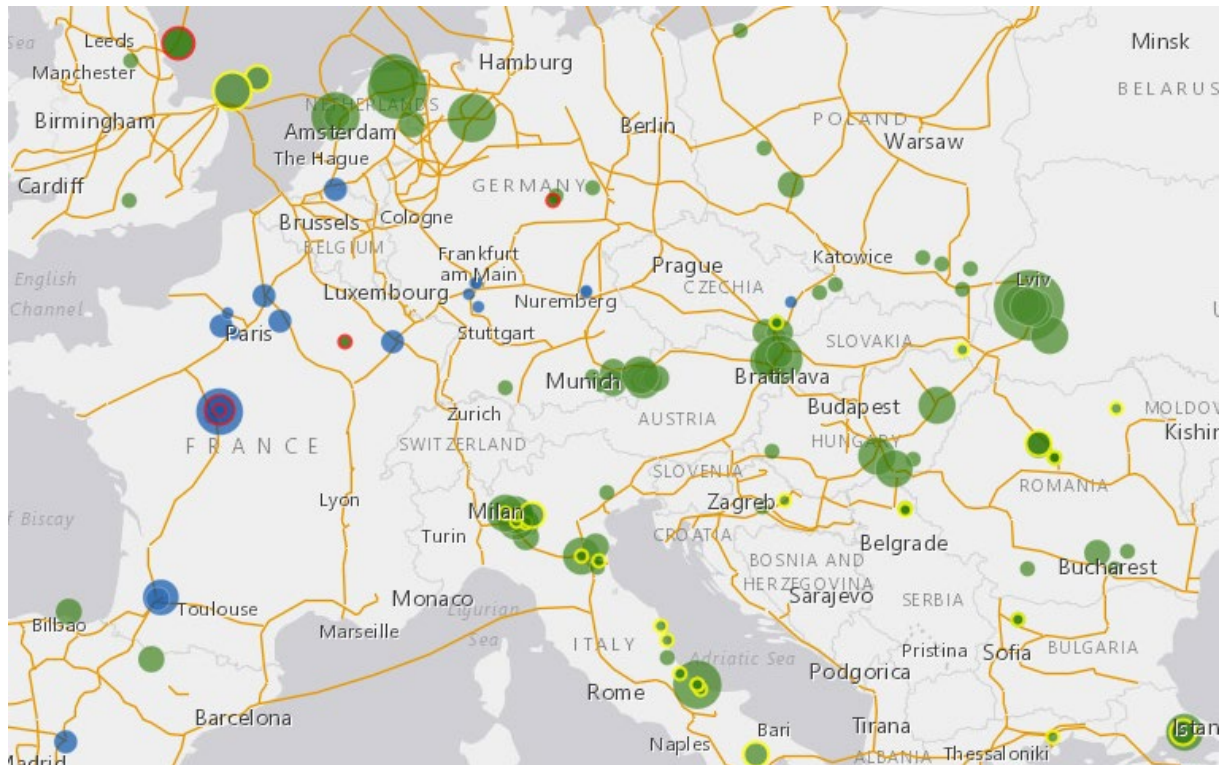 Sea
Leeds
Manchester
Birmingham
Cardiff
English
Channel
Hamburg
NETHERLANDS
Amsterdam
The Hague
Berlin
POLAND
Warsaw
Minsk
BELARUS
GERMANY
Brussels
BELGIUM
Cologne
Frankfurt
am Main
Luxembourg
Nuremberg
Stuttgart
Prague
CZECHIA
Katowice
Lviv
Paris
SLOVAKIA
Munich
Bratislava
Zurich
SWITZERLAND
AUSTRIA
Budapest
HUNGARY
MOLDOV
Kishin
FRANCE
SLOVENIA
ROMANIA
Lyon
Milan
Turin
Zagreb
CROATIA
Belgrade
f Biscay
BOSNIA AND
HERZEGOVINA
Sarajevo
SERBIA
Bucharest
Monaco
Ligurian
Sea
Toulouse
Bilbao
Marseille
ITALY
Adriatic Sea
Pristina
Sofia
BULGARIA
Podgorica
Rome
Barcelona
Bari
Tirana
Istan
Naples
ALBANIA
Thessaloniki
Madrid